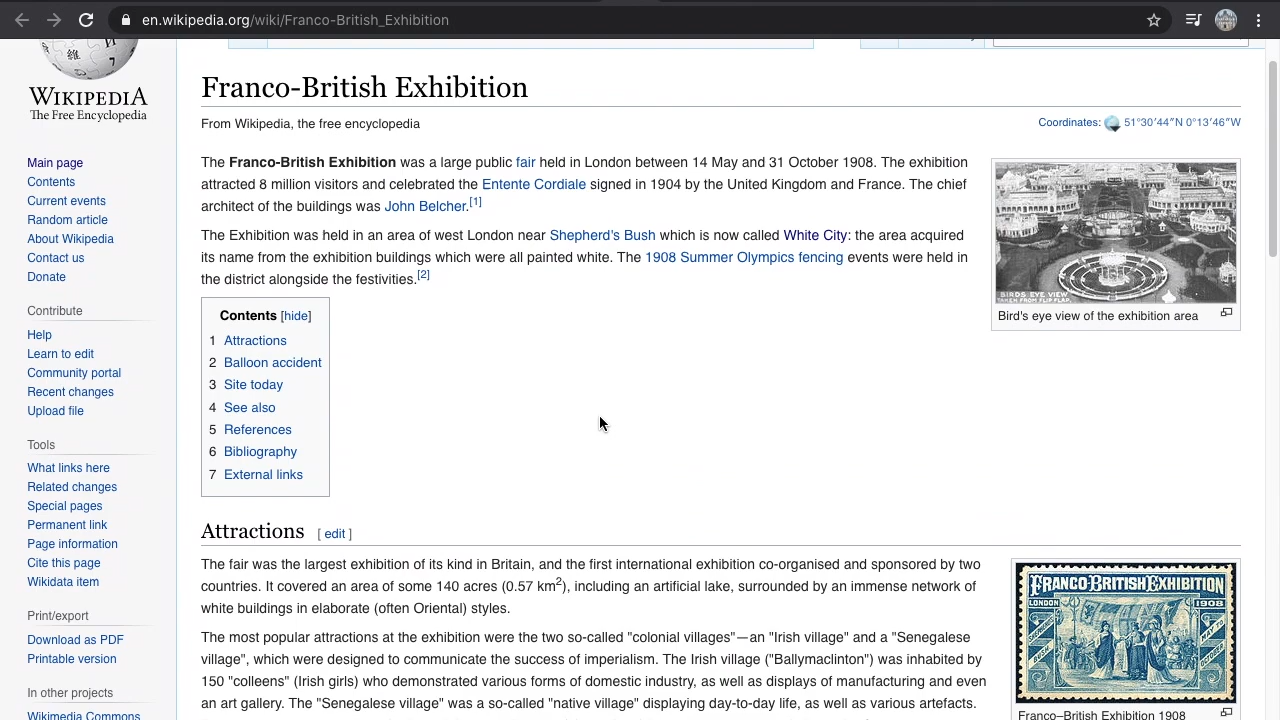 en.wikipedia.org/wiki/Franco-British_Exhibition
WIKIPEDIA
The Free Encyclopedia
Main page
Contents
Current events
Random article
About Wikipedia
Contact us
Donate
Contribute
Help
Learn to edit
Community portal
Recent changes
Upload file
Tools
What links here
Related changes
Special pages
Permanent link
Page information
Cite this page
Wikidata item
Print/export
Download as PDF
Printable version
In other projects
Wikimedia Commons
Franco-British Exhibition
From Wikipedia, the free encyclopedia
Coordinates: 51°30′44″N 0°13′46″W
The Franco-British Exhibition was a large public fair held in London between 14 May and 31 October 1908. The exhibition
attracted 8 million visitors and celebrated the Entente Cordiale signed in 1904 by the United Kingdom and France. The chief
architect of the buildings was John Belcher.[1]
The Exhibition was held in an area of west London near Shepherd's Bush which is now called White City: the area acquired
its name from the exhibition buildings which were all painted white. The 1908 Summer Olympics fencing events were held in
the district alongside the festivities.[2]
BIRDS EYE VIEW
TAKEN FROM FLIP FLAP.
Bird's eye view of the exhibition area
Contents [hide]
1 Attractions
2 Balloon accident
3 Site today
4 See also
5 References
6 Bibliography
7 External links
Attractions [ edit ]
The fair was the largest exhibition of its kind in Britain, and the first international exhibition co-organised and sponsored by two
countries. It covered an area of some 140 acres (0.57 km2), including an artificial lake, surrounded by an immense network of
white buildings in elaborate (often Oriental) styles.
The most popular attractions at the exhibition were the two so-called "colonial villages"—an "Irish village" and a "Senegalese
village", which were designed to communicate the success of imperialism. The Irish village ("Ballymaclinton") was inhabited by
150 "colleens" (Irish girls) who demonstrated various forms of domestic industry, as well as displays of manufacturing and even
an art gallery. The "Senegalese village" was a so-called "native village" displaying day-to-day life, as well as various artefacts.
FRANCO-BRITISH EXHIBITION
LONDON 1908
Franco–British Exhibition 1908